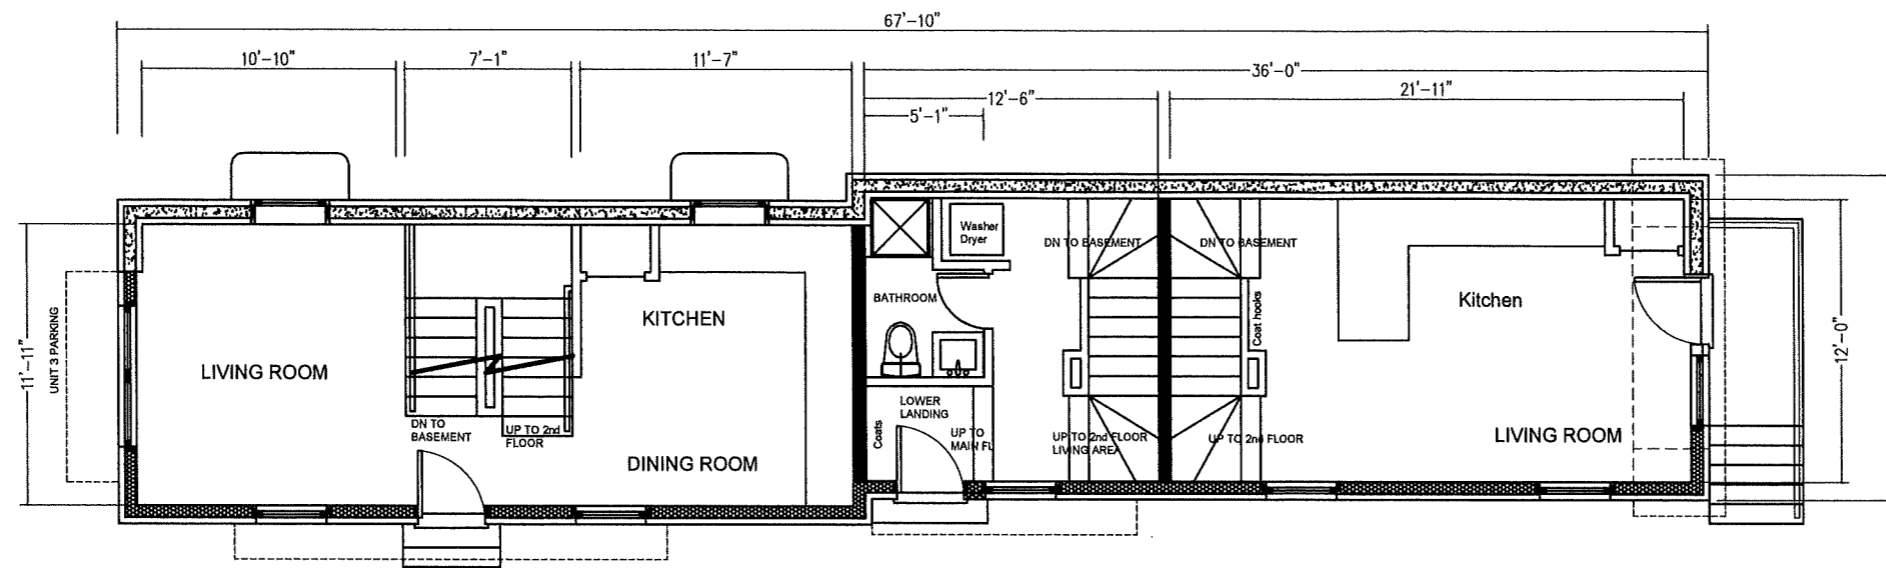 67'-10"
10'-10"
7'-1"
11'-7"
36'-0"
12'-6"
21'-11"
5'-1"
Washer
Dryer
DN TO BASEMENT
DN TO BASEMENT
BATHROOM
KITCHEN
Kitchen
Coat hooks
UNIT 3 PARKING
11'-11"
12'-0"
LIVING ROOM
LOWER
LANDING
Coats
DN TO
BASEMENT
UP TO 2nd
FLOOR
UP TO
MAIN FL
UP TO 2nd FLOOR
LIVING AREA
UP TO 2nd FLOOR
LIVING ROOM
DINING ROOM